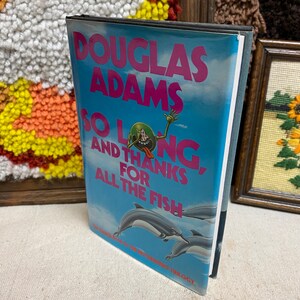 DOUGLAS
ADAMS
SO LONG,
AND THANKS
FOR
ALL THE FISH